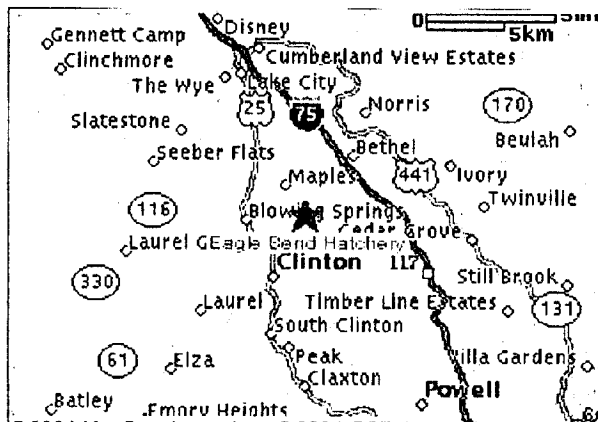 0 5mi
5km
Disney
Gennett Camp
Cumberland View Estates
Clinchmore
The Wye
Lake City
25
75
Norris
170
Slatestone
Beulah
Seeber Flats
Bethel
441
Ivory
Maples
Twinville
116
Blowing Springs
Cedar Grove
Laurel G
Eagle Bend Hatchery
Clinton
117
Still Brook
330
Laurel
Timber Line Estates
131
South Clinton
61
Elza
Peak
Villa Gardens
Claxton
Batley
Powell
Emory Heights